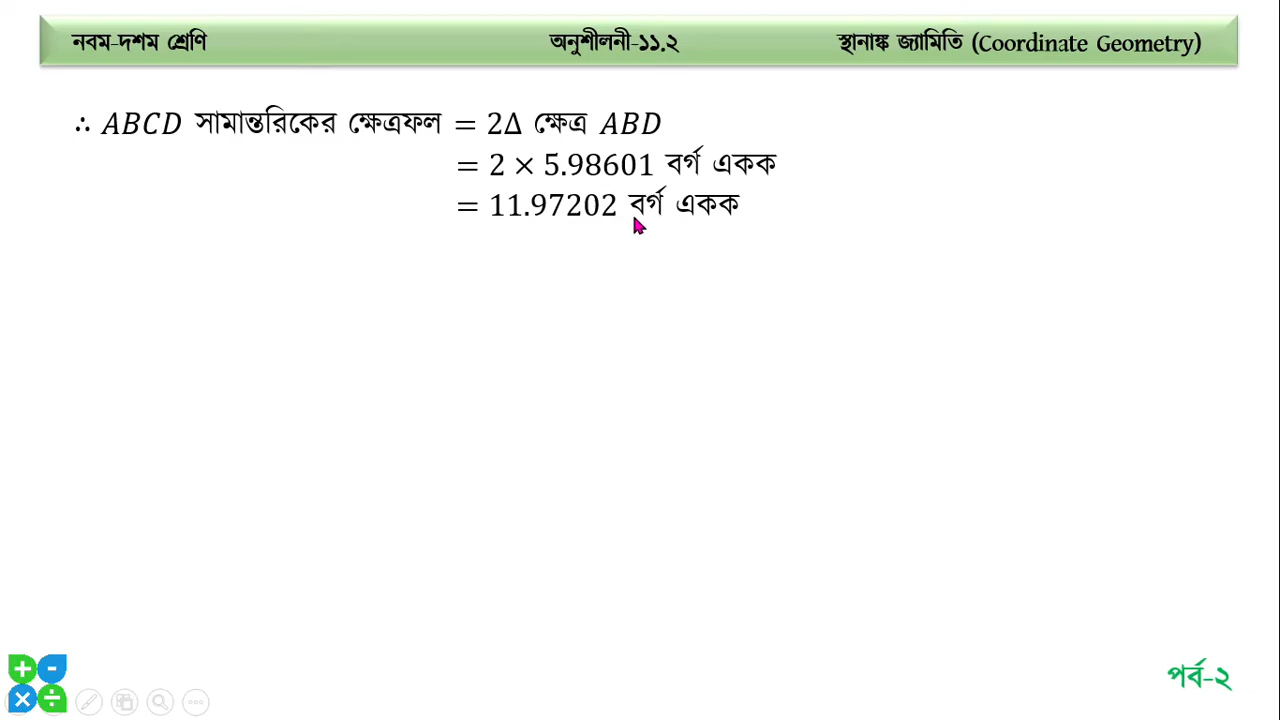 নবম-দশম শ্রেণি অনুশীলনী-১১.২ স্থানাঙ্ক জ্যামিতি (Coordinate Geometry)
∴ ABCD সামান্তরিকের ক্ষেত্রফল = 2Δ ক্ষেত্র ABD
= 2 × 5.98601 বর্গ একক
= 11.97202 বর্গ একক
পর্ব-২